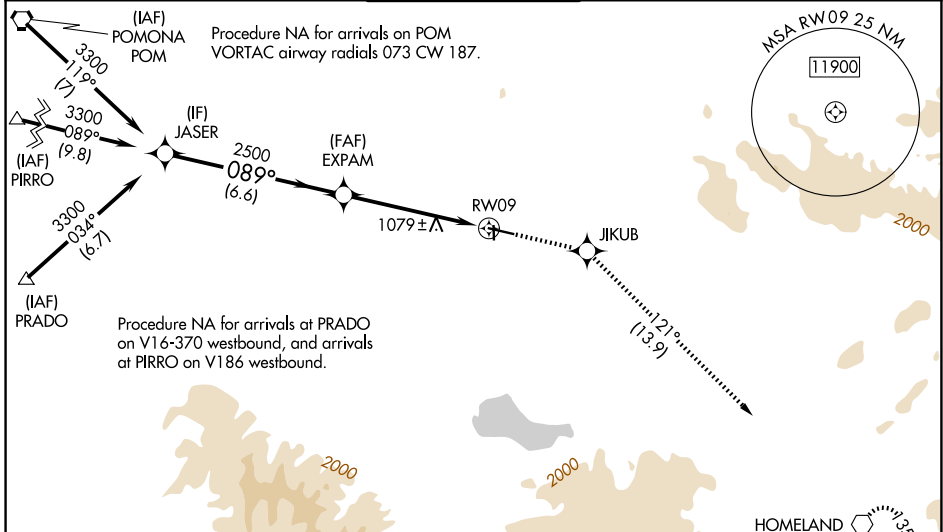 (IAF)
POMONA
POM
Procedure NA for arrivals on POM
VORTAC airway radials 073 CW 187.
MSA RW09 25 NM
11900
3300
119°
(7)
3300
089°
(9.8)
(IAF)
PIRRO
(IF)
JASER
2500
089°
(6.6)
(FAF)
EXPAM
1079±
RW09
JIKUB
2000
3300
034°
(6.7)
(IAF)
PRADO
121°
(13.9)
Procedure NA for arrivals at PRADO
on V16-370 westbound, and arrivals
at PIRRO on V186 westbound.
2000
2000
HOMELAND